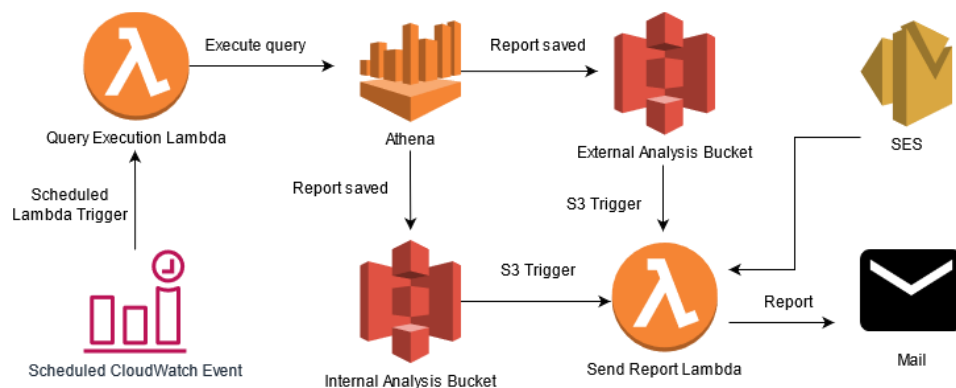 Execute query
Report saved
Query Execution Lambda
Athena
External Analysis Bucket
SES
Scheduled
Lambda Trigger
Report saved
S3 Trigger
S3 Trigger
Report
Scheduled CloudWatch Event
Internal Analysis Bucket
Send Report Lambda
Mail